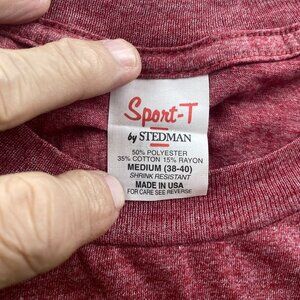 Sport-T
by STEDMAN
50% POLYESTER
35% COTTON 15% RAYON
MEDIUM (38-40)
SHRINK RESISTANT
MADE IN USA
FOR CARE SEE REVERSE